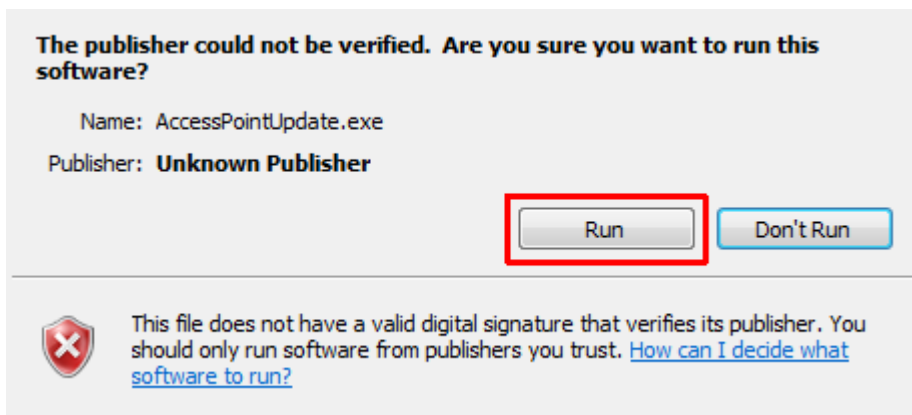 The publisher could not be verified.  Are you sure you want to run this
software?
Name: AccessPointUpdate.exe
Publisher: Unknown Publisher
Run Don't Run
This file does not have a valid digital signature that verifies its publisher. You
should only run software from publishers you trust. How can I decide what
software to run?